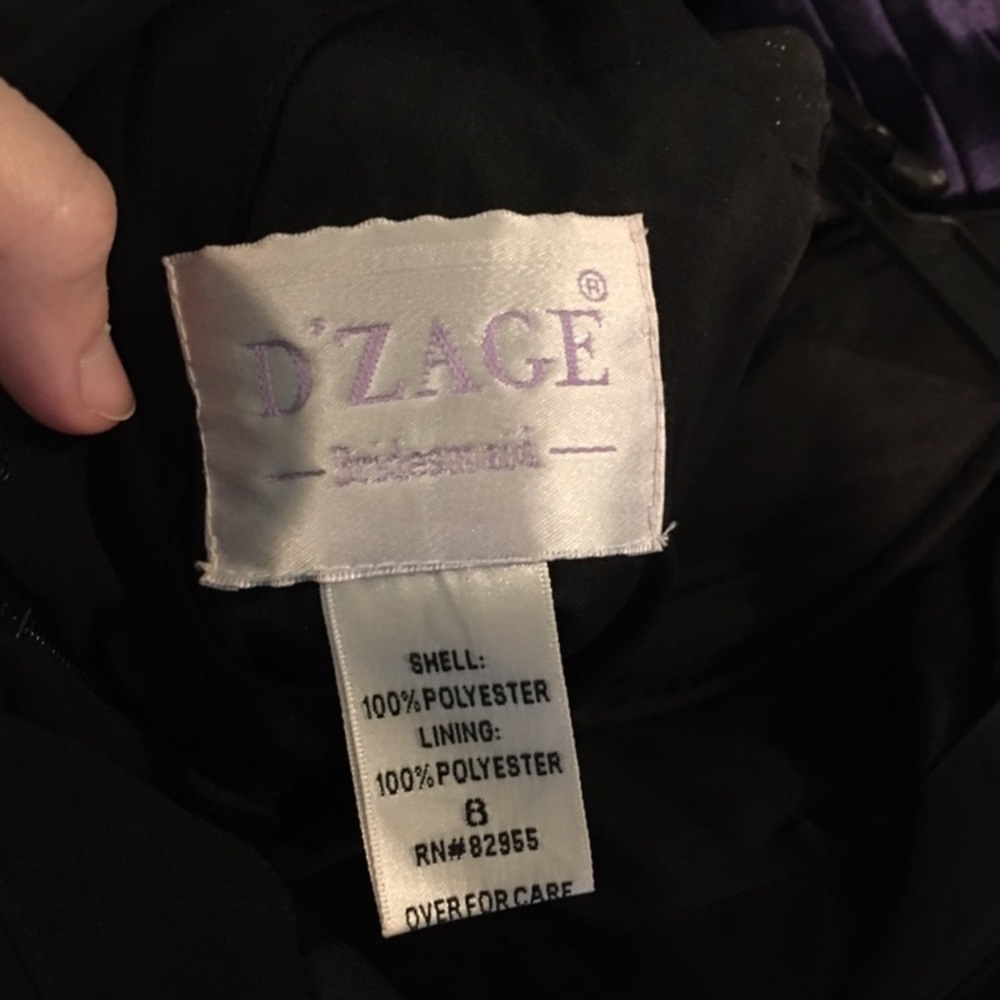 D'ZAGE®
Bridesmaid
SHELL:
100%POLYESTER
LINING:
100%POLYESTER
8
RN#82955
OVER FOR CARE